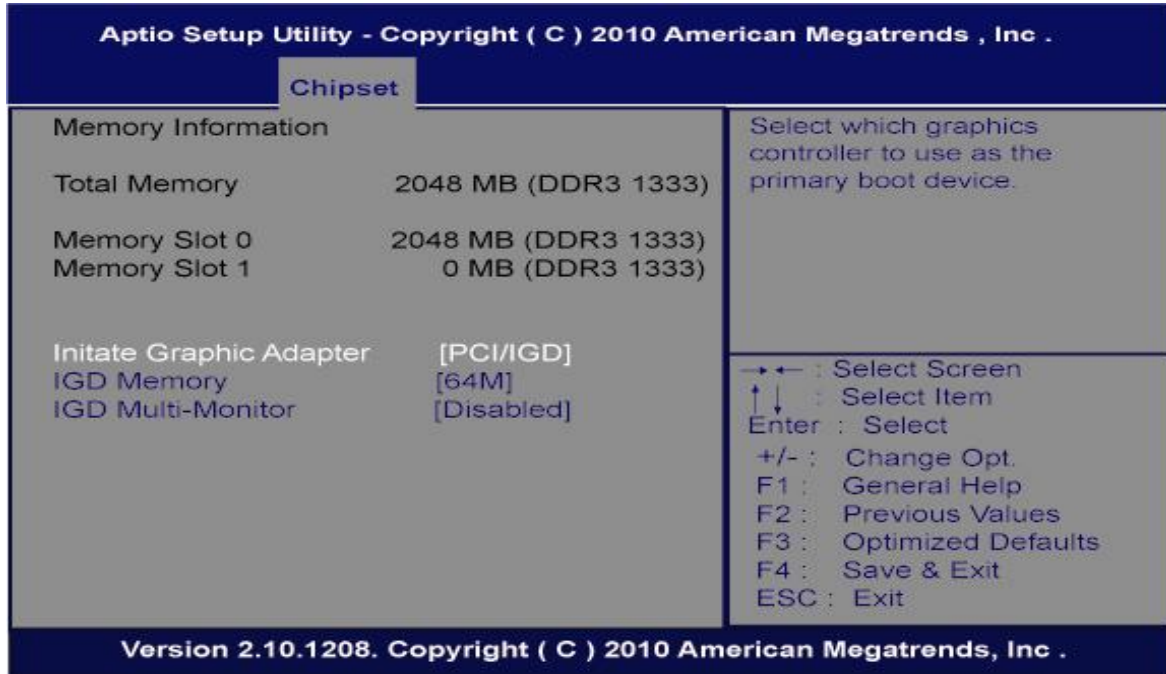 Aptio Setup Utility - Copyright ( C ) 2010 American Megatrends , Inc .
Chipset
Memory Information
Total Memory 2048 MB (DDR3 1333)
Memory Slot 0 2048 MB (DDR3 1333)
Memory Slot 1 0 MB (DDR3 1333)
Initate Graphic Adapter [PCI/IGD]
IGD Memory [64M]
IGD Multi-Monitor [Disabled]
Select which graphics
controller to use as the
primary boot device.
→ ← : Select Screen
↑ ↓ : Select Item
Enter : Select
+/- : Change Opt.
F1 : General Help
F2 : Previous Values
F3 : Optimized Defaults
F4 : Save & Exit
ESC : Exit
Version 2.10.1208. Copyright ( C ) 2010 American Megatrends, Inc .